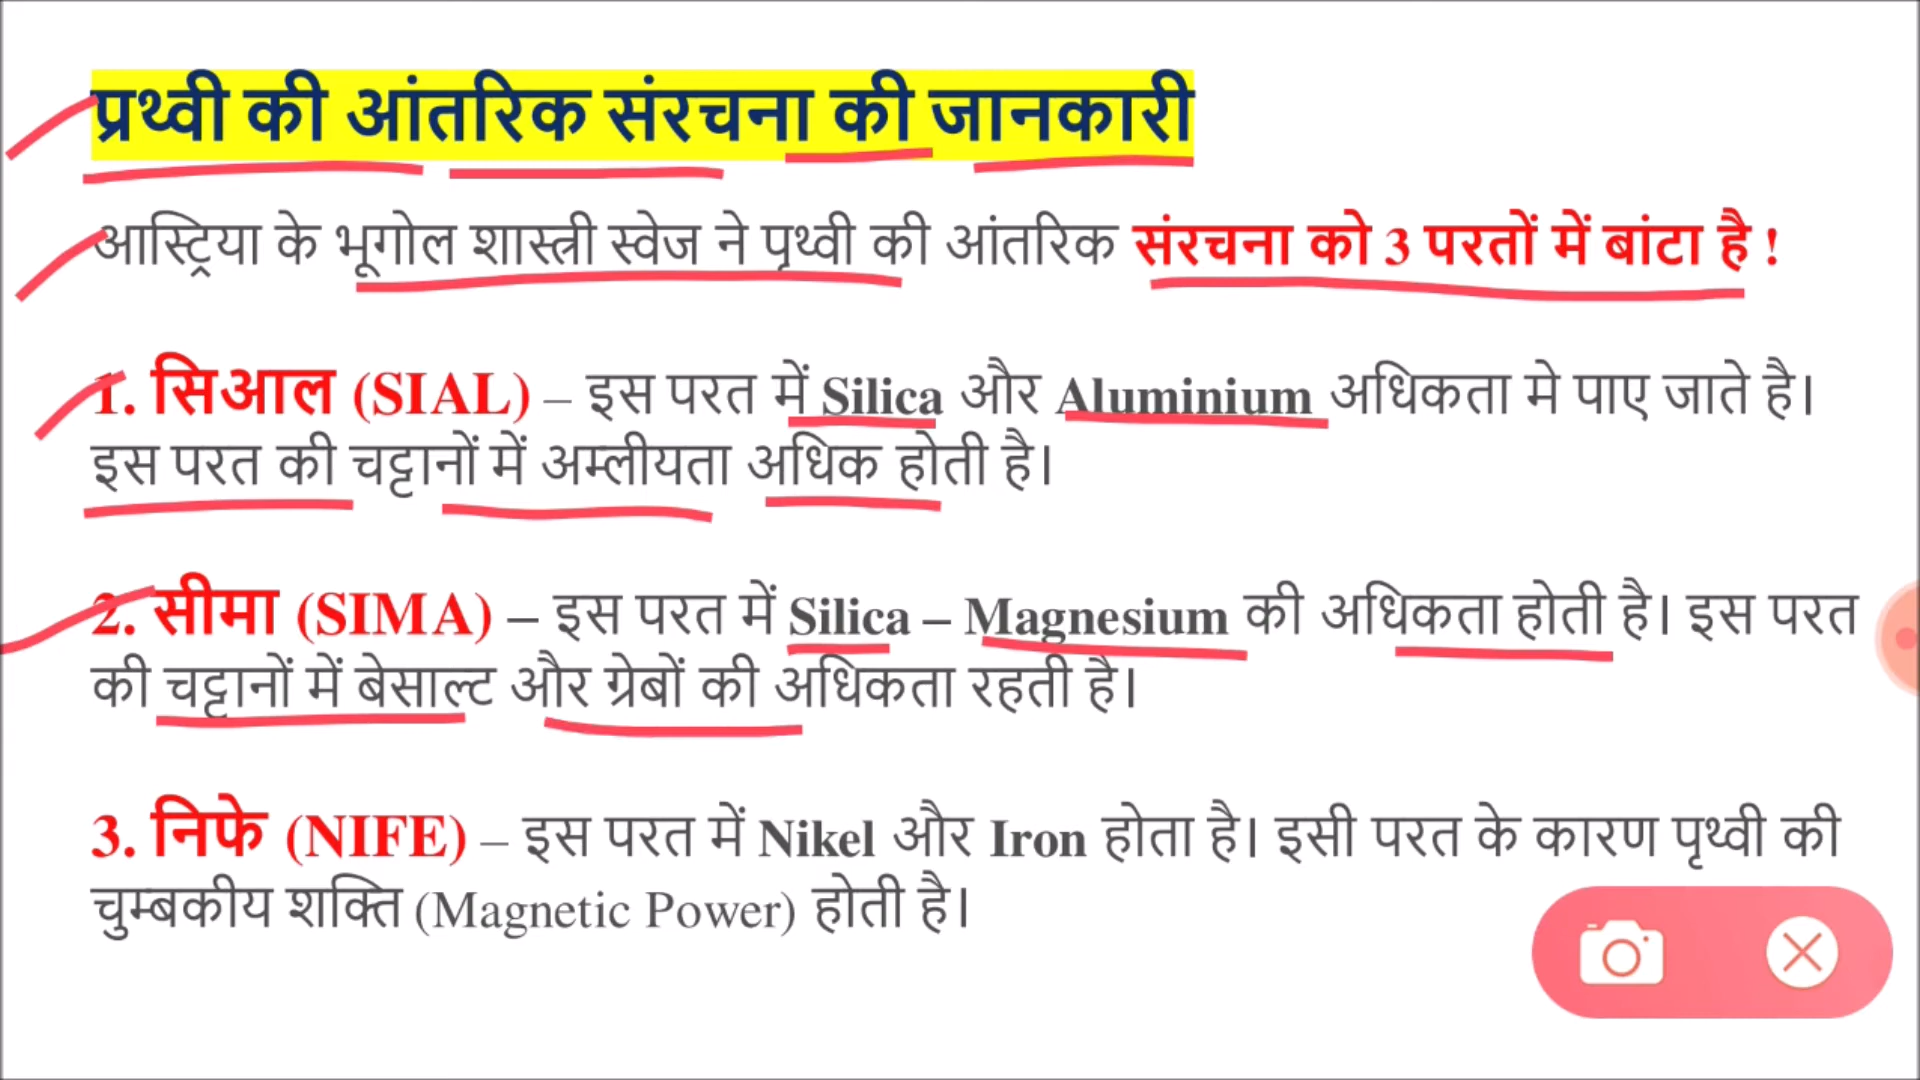 प्रथ्वी की आंतरिक संरचना की जानकारी
आस्ट्रिया के भूगोल शास्त्री स्वेज ने पृथ्वी की आंतरिक संरचना को 3 परतों में बांटा है !
1. सिआल (SIAL) – इस परत में Silica और Aluminium अधिकता मे पाए जाते है।
इस परत की चट्टानों में अम्लीयता अधिक होती है।
2. सीमा (SIMA) – इस परत में Silica – Magnesium की अधिकता होती है। इस परत
की चट्टानों में बेसाल्ट और ग्रेबों की अधिकता रहती है।
3. निफे (NIFE) – इस परत में Nikel और Iron होता है। इसी परत के कारण पृथ्वी की
चुम्बकीय शक्ति (Magnetic Power) होती है।